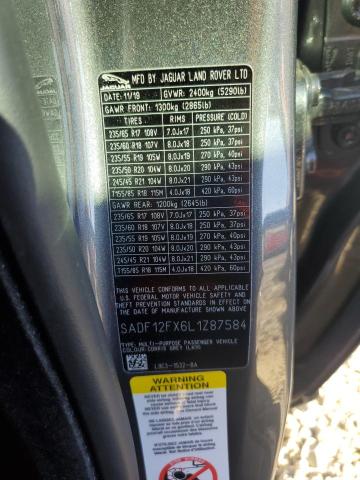 JAGUAR
MFD BY JAGUAR LAND ROVER LTD
DATE: 11/19 GVWR: 2400kg (5290lb)
GAWR FRONT: 1300kg (2865lb)
TIRES RIMS PRESSURE (COLD)
235/65 R17 108V 7.0Jx17 250 kPa, 37psi
235/60 R18 107V 8.0Jx18 250 kPa, 37psi
235/55 R19 105W 8.0Jx19 270 kPa, 40psi
235/50 R20 104W 8.0Jx20 290 kPa, 43psi
245/45 R21 104W 8.0Jx21 290 kPa, 43psi
T155/85 R18 115M 4.0Jx18 420 kPa, 60psi
GAWR REAR: 1200kg (2645lb)
235/65 R17 108V 7.0Jx17 250 kPa, 37psi
235/60 R18 107V 8.0Jx18 250 kPa, 37psi
235/55 R19 105W 8.0Jx19 270 kPa, 40psi
235/50 R20 104W 8.0Jx20 290 kPa, 43psi
245/45 R21 104W 8.0Jx21 290 kPa, 43psi
T155/85 R18 115M 4.0Jx18 420 kPa, 60psi
THIS VEHICLE CONFORMS TO ALL APPLICABLE
U.S. FEDERAL MOTOR VEHICLE SAFETY
STANDARDS IN EFFECT ON THE DATE
OF MANUFACTURE SHOWN ABOVE.
SADF12FX6L1Z87584
TYPE: MULTI-PURPOSE PASSENGER VEHICLE
CORRIS GREY (LKH)
WARNING